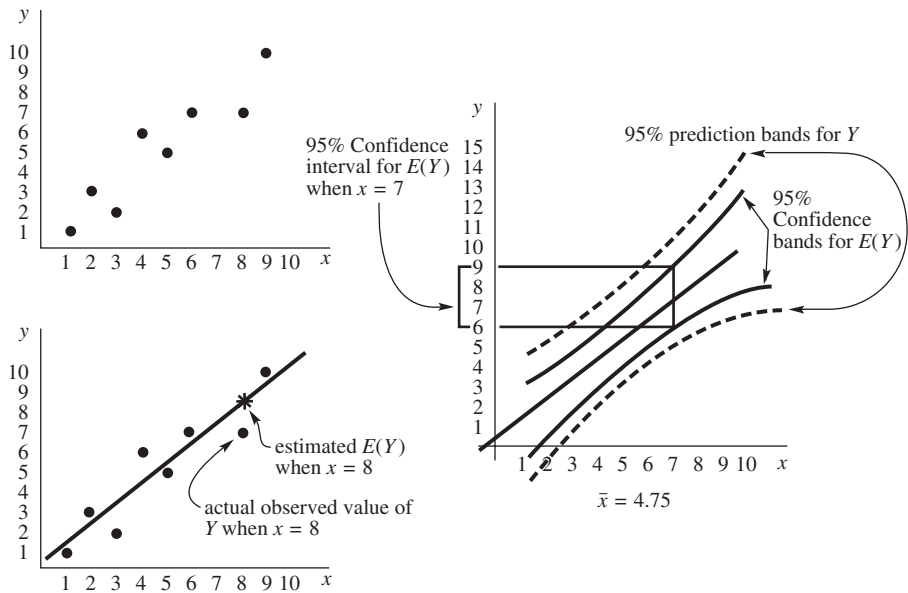 y
10
9
8
7
6
5
4
3
2
1
1 2 3 4 5 6 7 8 9 10 x
y
10
9
8
7
6
5
4
3
2
1
estimated E(Y)
when x = 8
actual observed value of
Y when x = 8
1 2 3 4 5 6 7 8 9 10 x
95% Confidence
interval for E(Y)
when x = 7
y
15
14
13
12
11
10
9
8
7
6
5
4
3
2
1
95% prediction bands for Y
95%
Confidence
bands for E(Y)
1 2 3 4 5 6 7 8 9 10 x
x̄ = 4.75